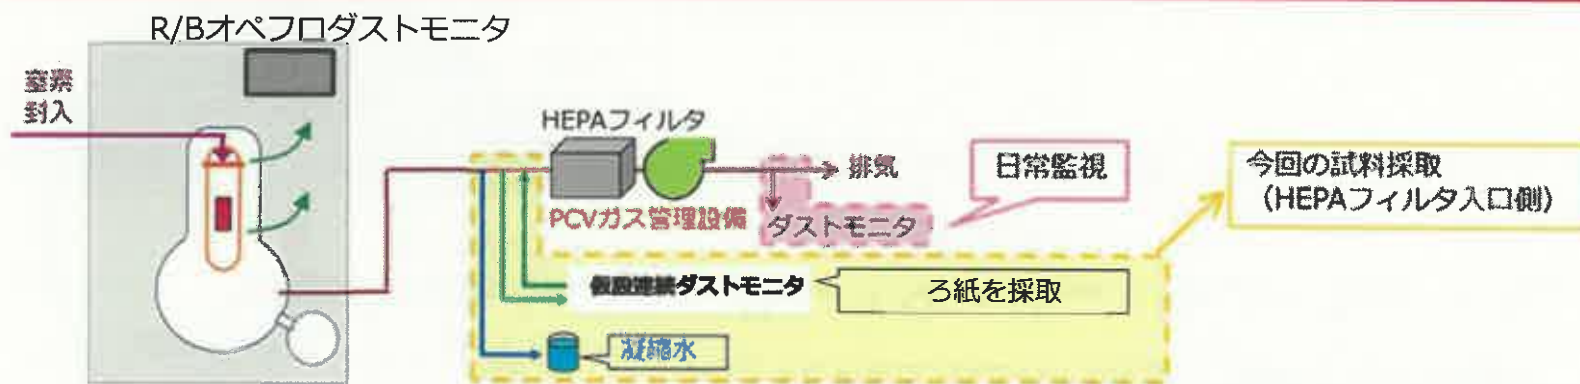 R/Bオペフロダストモニタ
窒素
封入
HEPAフィルタ
排気
日常監視
今回の試料採取
（HEPAフィルタ入口側）
PCVガス管理設備
ダストモニタ
仮設連続ダストモニタ
ろ紙を採取
凝縮水